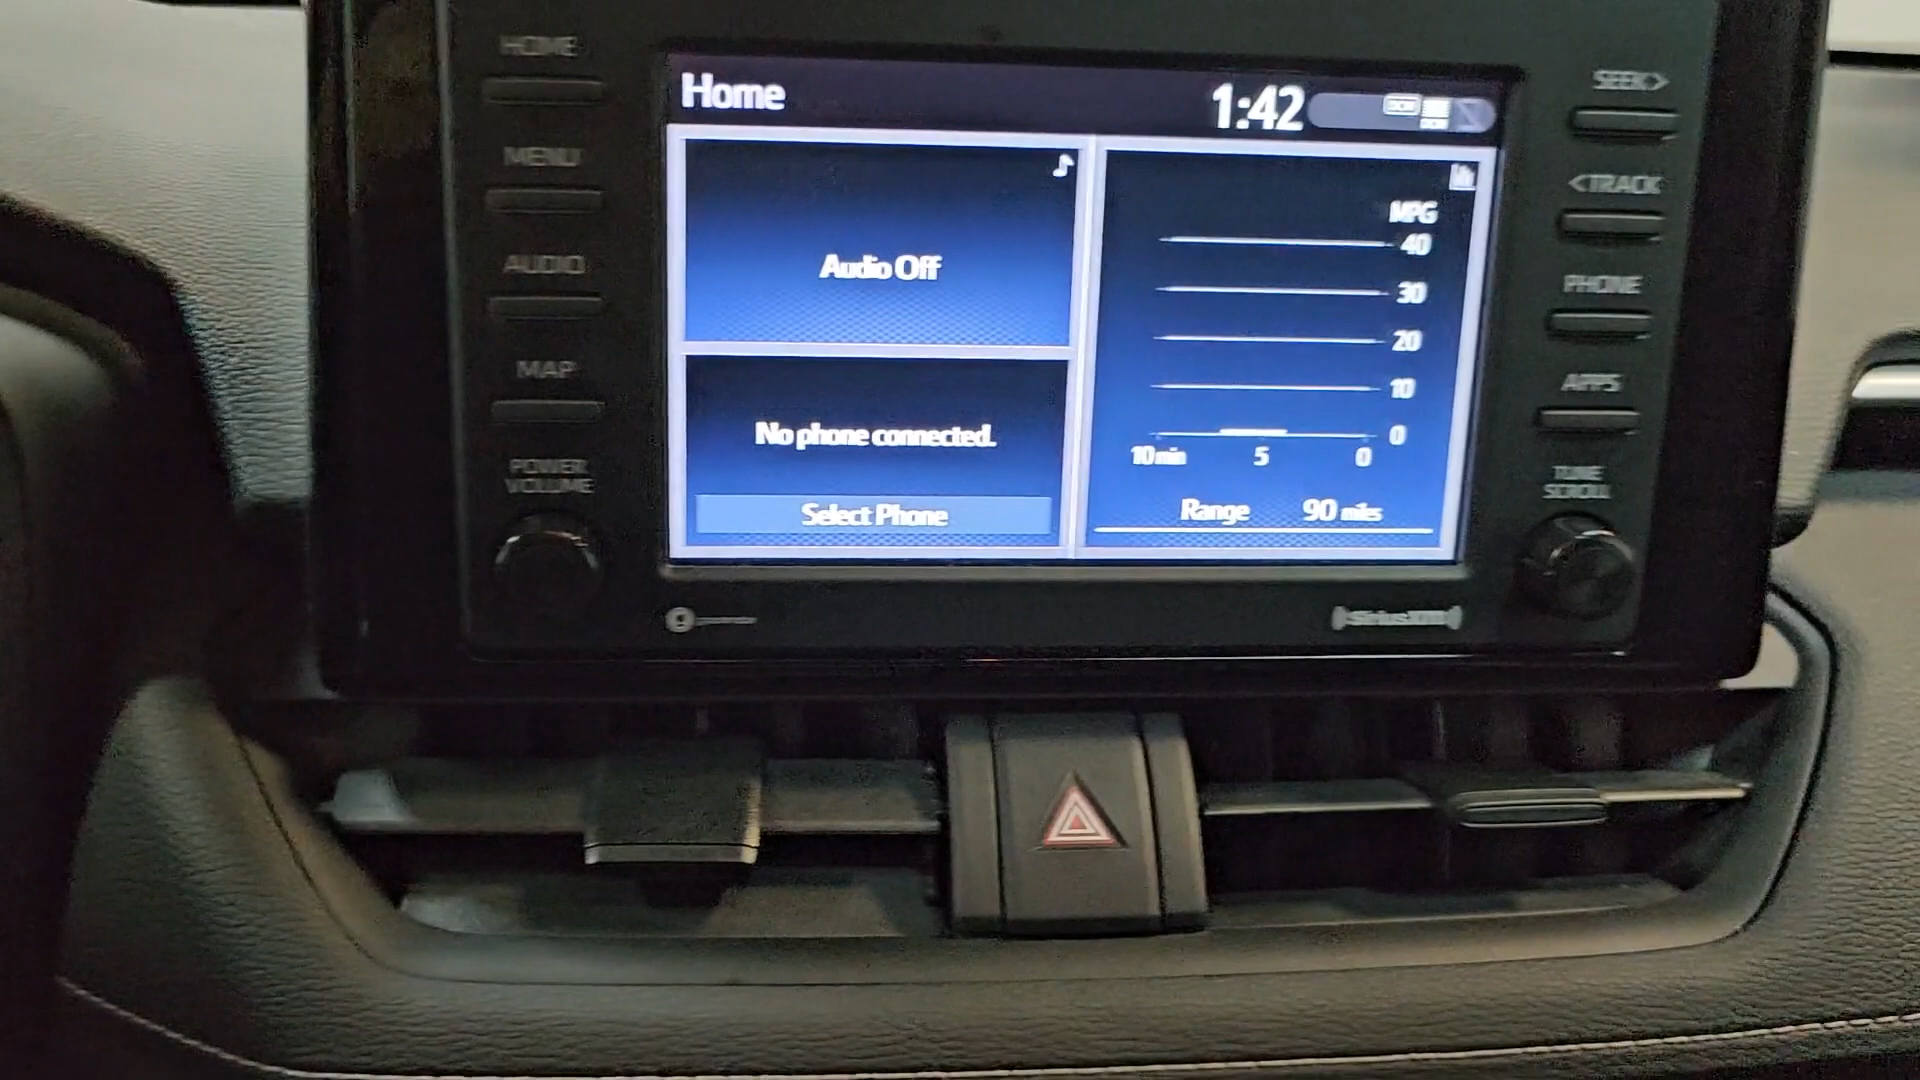 HOME
MENU
AUDIO
MAP
POWER
VOLUME
Home
1:42
DCM
Audio Off
No phone connected.
Select Phone
MPG
40
30
20
10
0
10 min 5 0
Range 90 miles
SEEK>
<TRACK
PHONE
APPS
TUNE
SCROLL
SiriusXM